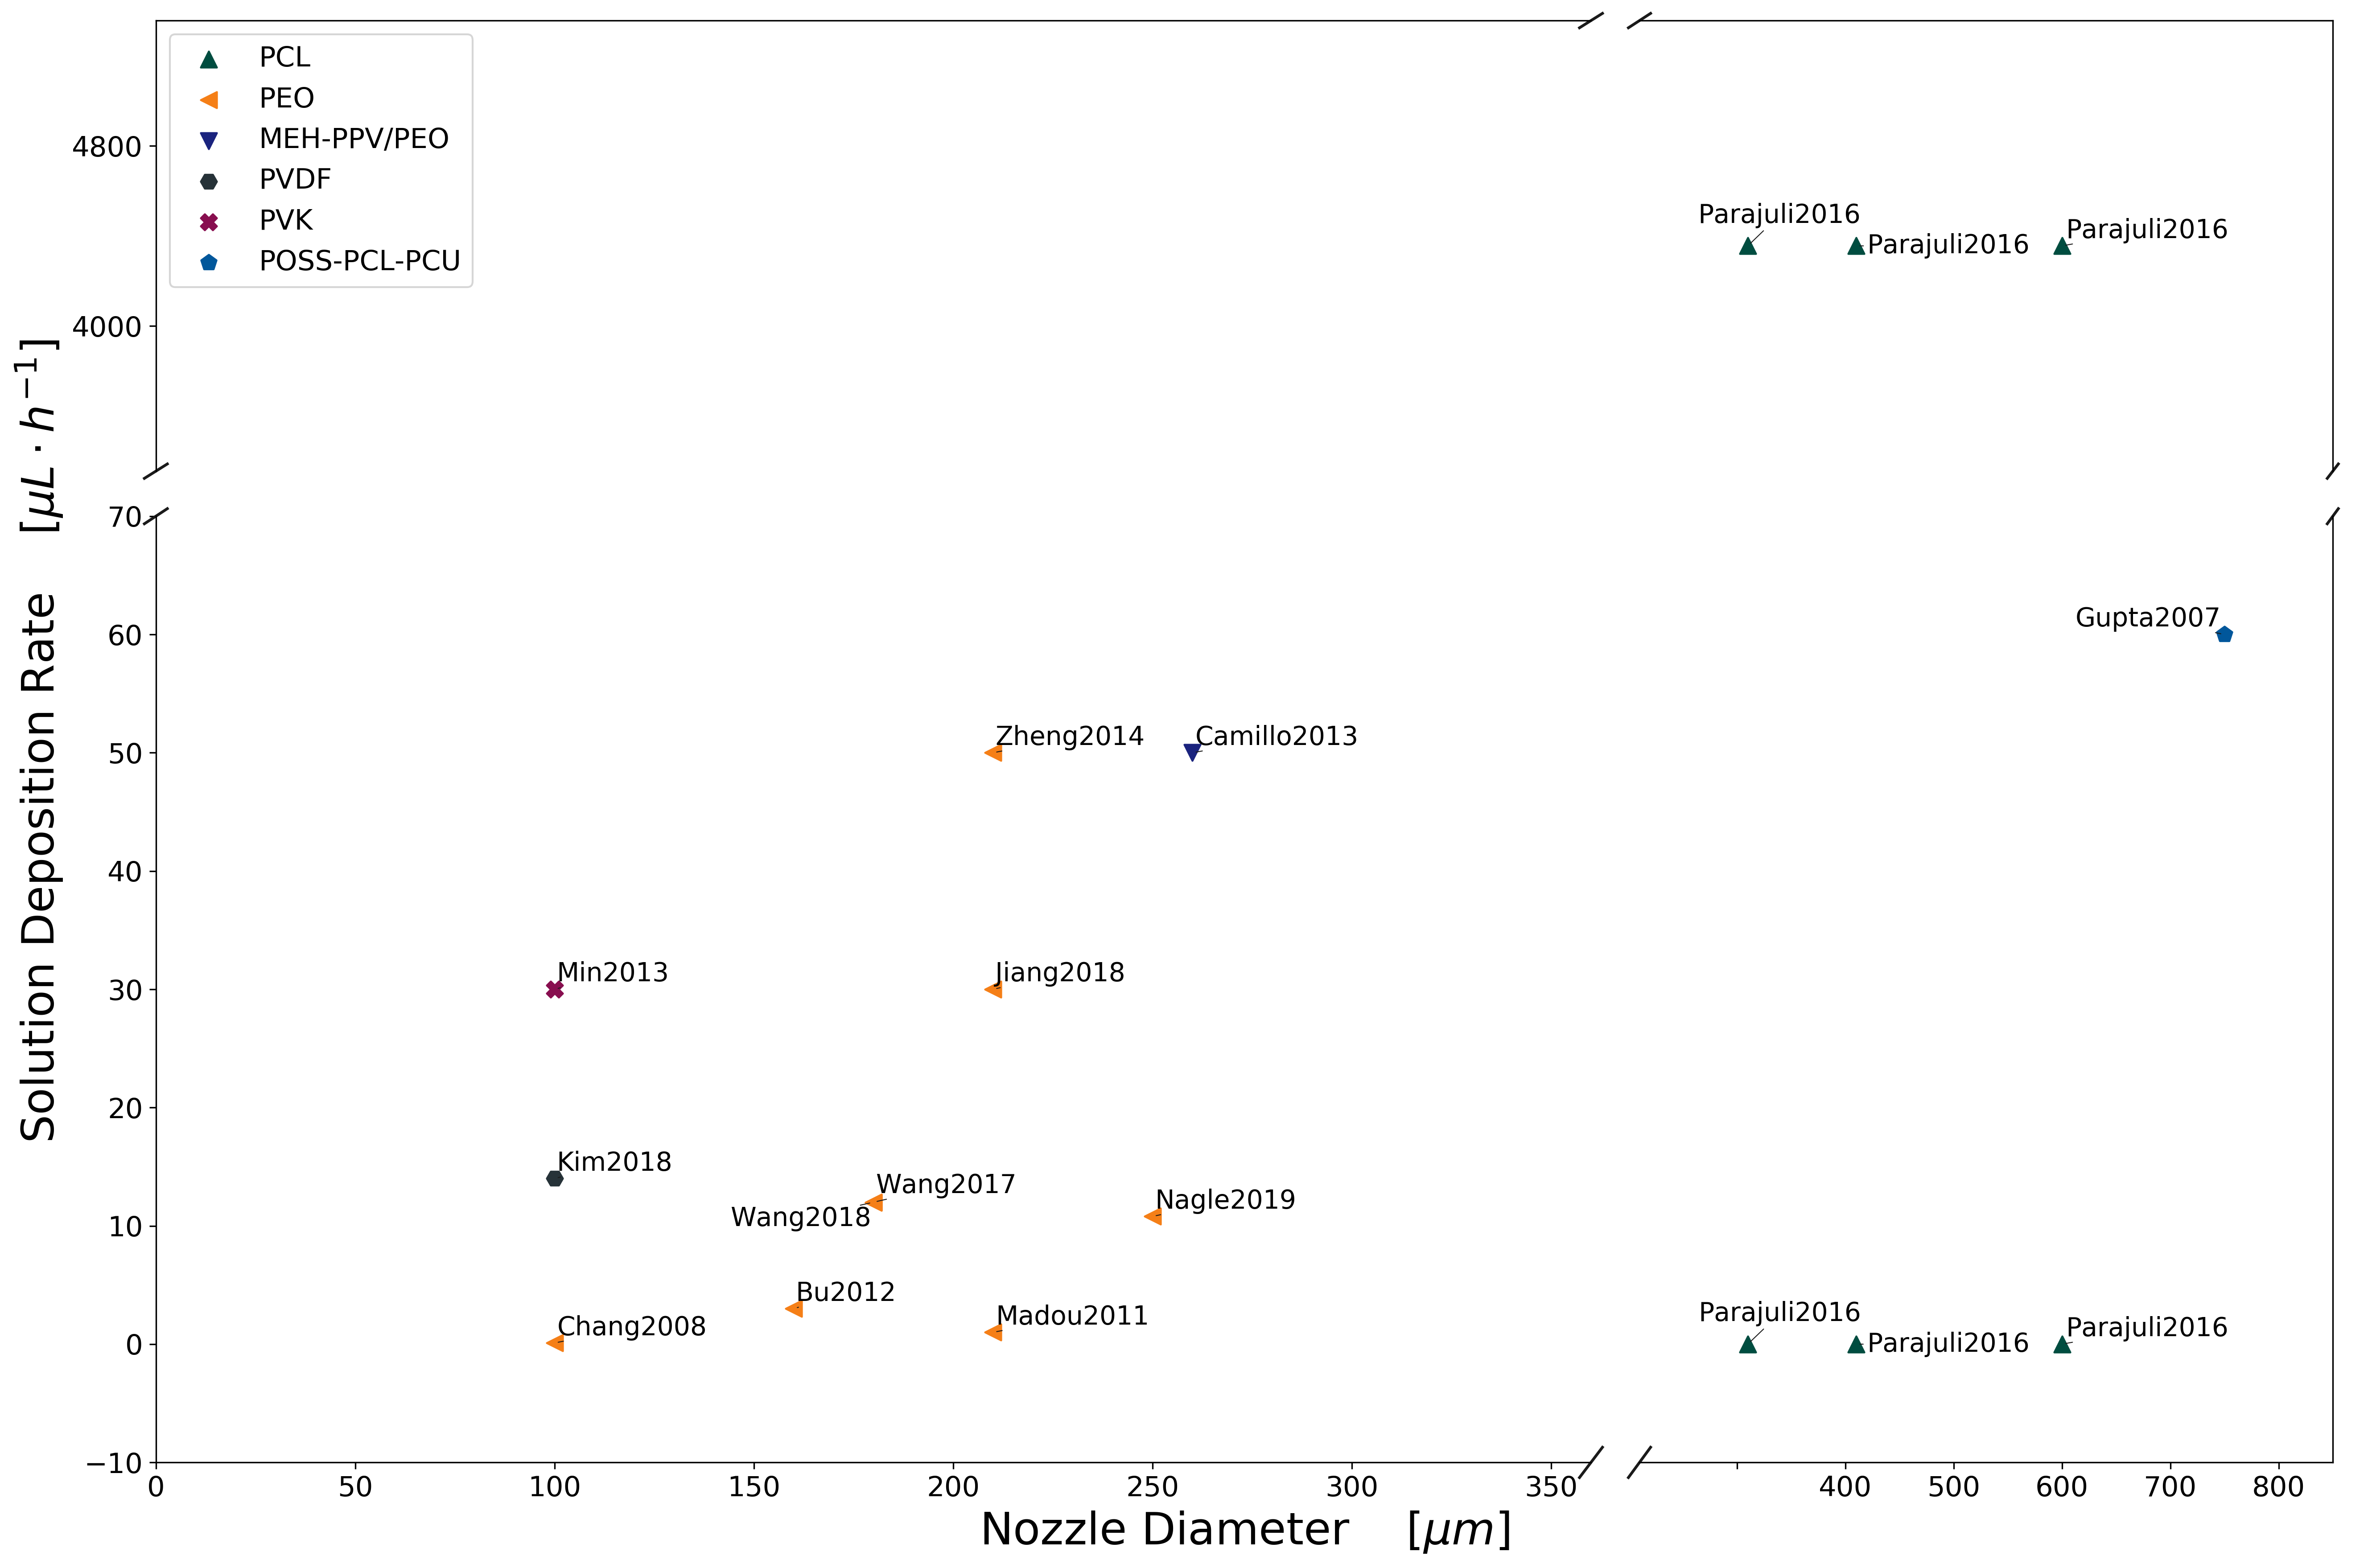 PCL
PEO
MEH-PPV/PEO
PVDF
PVK
POSS-PCL-PCU
4800
4000
Parajuli2016
Parajuli2016
Parajuli2016
Solution Deposition Rate [μL · h⁻¹]
70
60
50
40
30
20
10
0
−10
Gupta2007
Zheng2014
Camillo2013
Min2013
Jiang2018
Kim2018
Wang2017
Wang2018
Nagle2019
Bu2012
Chang2008
Madou2011
Parajuli2016
Parajuli2016
Parajuli2016
0 50 100 150 200 250 300 350 400 500 600 700 800
Nozzle Diameter [μm]